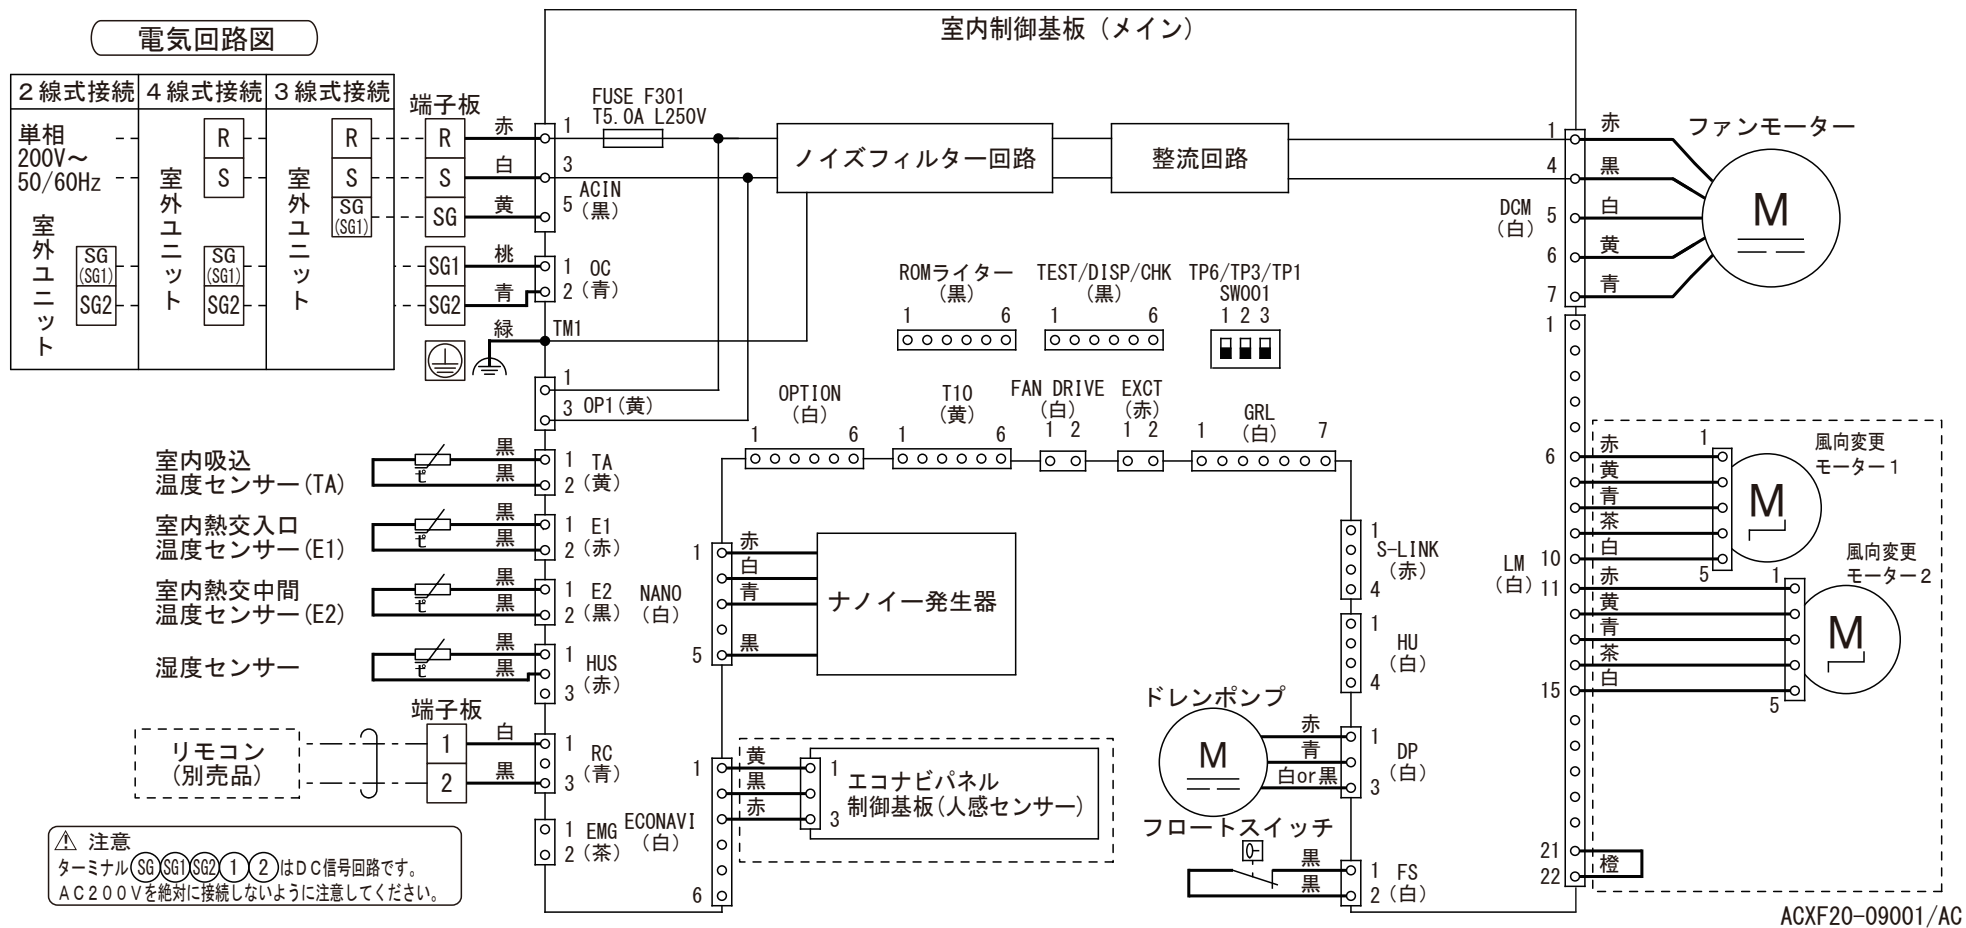 電気回路図
室内制御基板（メイン）
2線式接続
4線式接続
3線式接続
端子板
単相
200V～
50/60Hz
室外ユニット
SG
(SG1)
SG2
室外ユニット
R
S
SG
(SG1)
SG2
室外ユニット
R
S
SG
(SG1)
R
S
SG
SG1
SG2
赤
白
黄
桃
青
緑
1
3
5
ACIN
（黒）
1
2
OC
（青）
TM1
1
3
OP1（黄）
FUSE F301
T5.0A L250V
ノイズフィルター回路
整流回路
1
4
5
6
7
DCM
（白）
赤
黒
白
黄
青
ファンモーター
M
ROMライター
（黒）
1 6
TEST/DISP/CHK
（黒）
1 6
TP6/TP3/TP1
SW001
1 2 3
OPTION
（白）
1 6
T10
（黄）
1 6
FAN DRIVE
（白）
1 2
EXCT
（赤）
1 2
GRL
（白）
1 7
室内吸込
温度センサー(TA)
黒
黒
1
2
TA
（黄）
室内熱交入口
温度センサー(E1)
黒
黒
1
2
E1
（赤）
室内熱交中間
温度センサー(E2)
黒
黒
1
2
E2
（黒）
湿度センサー
黒
黒
1
3
HUS
（赤）
端子板
リモコン
（別売品）
1
2
白
黒
1
3
RC
（青）
1
2
EMG
（茶）
NANO
（白）
1
5
赤
白
青
黒
ナノイー発生器
ECONAVI
（白）
1
6
黄
黒
赤
1
3
エコナビパネル
制御基板(人感センサー)
1
4
S-LINK
（赤）
1
4
HU
（白）
ドレンポンプ
M
赤
青
白or黒
1
3
DP
（白）
フロートスイッチ
黒
黒
1
2
FS
（白）
1
6
10
11
15
21
22
LM
（白）
赤
黄
青
茶
白
1
5
風向変更
モーター1
M
赤
黄
青
茶
白
1
5
風向変更
モーター2
M
橙
⚠ 注意
ターミナル(SG)(SG1)(SG2)(1)(2)はDC信号回路です。
AC200Vを絶対に接続しないように注意してください。
ACXF20-09001/AC